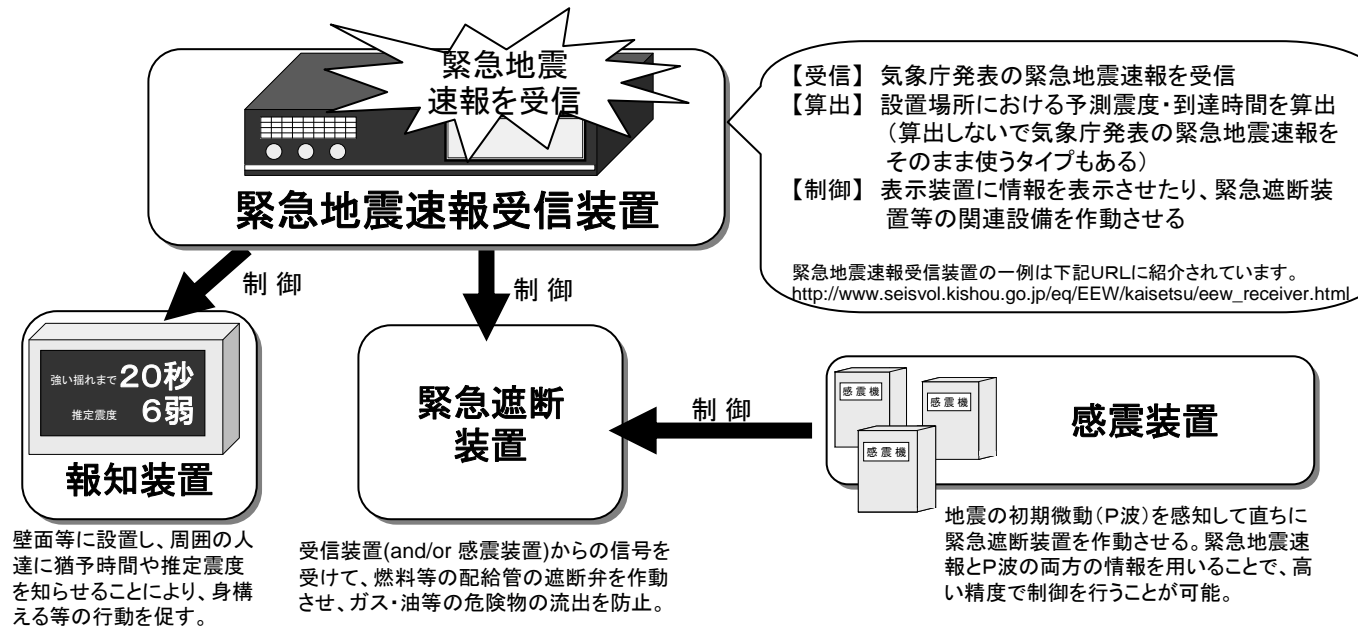 緊急地震
速報を受信
緊急地震速報受信装置
【受信】 気象庁発表の緊急地震速報を受信
【算出】 設置場所における予測震度・到達時間を算出
（算出しないで気象庁発表の緊急地震速報を
そのまま使うタイプもある）
【制御】 表示装置に情報を表示させたり、緊急遮断装
置等の関連設備を作動させる
緊急地震速報受信装置の一例は下記URLに紹介されています。
http://www.seisvol.kishou.go.jp/eq/EEW/kaisetsu/eew_receiver.html
制 御
制 御
強い揺れまで 20秒
推定震度 6弱
報知装置
壁面等に設置し、周囲の人
達に猶予時間や推定震度
を知らせることにより、身構
える等の行動を促す。
緊急遮断
装置
受信装置(and/or 感震装置)からの信号を
受けて、燃料等の配給管の遮断弁を作動
させ、ガス・油等の危険物の流出を防止。
制 御
感 震 機
感 震 機
感 震 機
感震装置
地震の初期微動（P波）を感知して直ちに
緊急遮断装置を作動させる。緊急地震速
報とP波の両方の情報を用いることで、高
い精度で制御を行うことが可能。